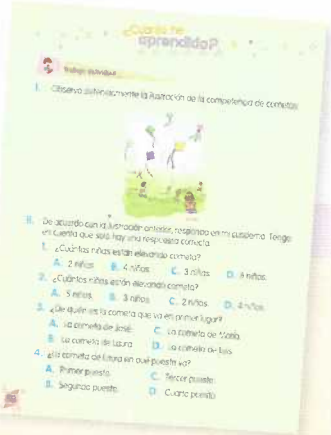 ¿Cuánto he
aprendido?
Trabajo individual
I. Observo detenidamente la ilustración de la competencia de cometas
II. De acuerdo con la ilustración anterior, respondo en mi cuaderno. Tengo
en cuenta que solo hay una respuesta correcta.
1. ¿Cuántas niñas están elevando cometa?
A. 2 niñas B. 4 niñas C. 3 niñas D. niñas
2. ¿Cuántos niños están elevando cometa?
A. 5 niños B. 3 niños C. 2 niños D. 4 niños
3. ¿De quién es la cometa que va en primer lugar?
A. La cometa de José C. La cometa de María
B. La cometa de Laura D. La cometa de Luis
4. ¿La cometa de Laura en qué puesto va?
A. Primer puesto C. Tercer puesto
B. Segundo puesto D. Cuarto puesto